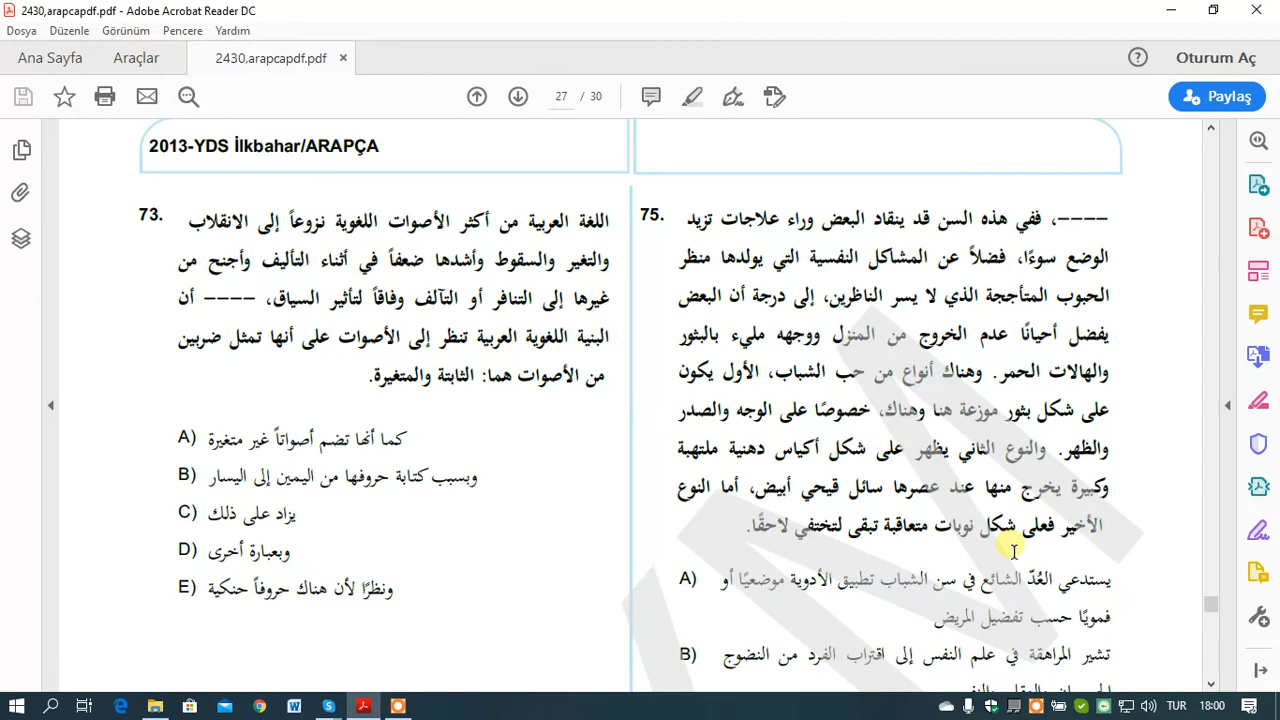 2430,arapcapdf.pdf - Adobe Acrobat Reader DC
Dosya Düzenle Görünüm Pencere Yardım
Ana Sayfa Araçlar 2430,arapcapdf.pdf × Oturum Aç
27 / 30 Paylaş
2013-YDS İlkbahar/ARAPÇA
73. اللغة العربية من أكثر الأصوات اللغوية نزوعاً إلى الانقلاب
والتغير والسقوط وأشدها ضعفاً في أثناء التأليف وأجنح من
غيرها إلى التنافر أو التآلف وفاقاً لتأثير السياق، ---- أن
البنية اللغوية العربية تنظر إلى الأصوات على أنها تمثل ضربين
من الأصوات هما: الثابتة والمتغيرة.
A) كما أنها تضم أصواتاً غير متغيرة
B) وبسبب كتابة حروفها من اليمين إلى اليسار
C) يزاد على ذلك
D) وبعبارة أخرى
E) ونظرًا لأن هناك حروفاً حنكية
75. ----، ففي هذه السن قد ينقاد البعض وراء علاجات تزيد
الوضع سوءًا، فضلاً عن المشاكل النفسية التي يولدها منظر
الحبوب المتأججة الذي لا يسر الناظرين، إلى درجة أن البعض
يفضل أحيانًا عدم الخروج من المنزل ووجهه مليء بالبثور
والهالات الحمر. وهناك أنواع من حب الشباب، الأول يكون
على شكل بثور موزعة هنا وهناك، خصوصًا على الوجه والصدر
والظهر. والنوع الثاني يظهر على شكل أكياس دهنية ملتهبة
وكبيرة يخرج منها عند عصرها سائل قيحي أبيض، أما النوع
الأخير فعلى شكل نوبات متعاقبة تبقى لتختفي لاحقًا.
A) يستدعي العُدّ الشائع في سن الشباب تطبيق الأدوية موضعيًا أو
فمويًا حسب تفضيل المريض
B) تشير المراهقة في علم النفس إلى اقتراب الفرد من النضوج
TUR 18:00